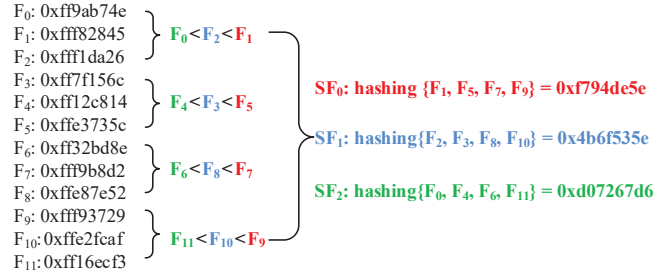 F₀: 0xff9ab74e
F₁: 0xfff82845
F₂: 0xfff1da26
F₀<F₂<F₁
F₃: 0xff7f156c
F₄: 0xff12c814
F₅: 0xffe3735c
F₄<F₃<F₅
F₆: 0xff32bd8e
F₇: 0xfff9b8d2
F₈: 0xffe87e52
F₆<F₈<F₇
F₉: 0xfff93729
F₁₀: 0xffe2fcaf
F₁₁: 0xff16ecf3
F₁₁<F₁₀<F₉
SF₀: hashing {F₁, F₅, F₇, F₉} = 0xf794de5e
SF₁: hashing{F₂, F₃, F₈, F₁₀} = 0x4b6f535e
SF₂: hashing{F₀, F₄, F₆, F₁₁} = 0xd07267d6